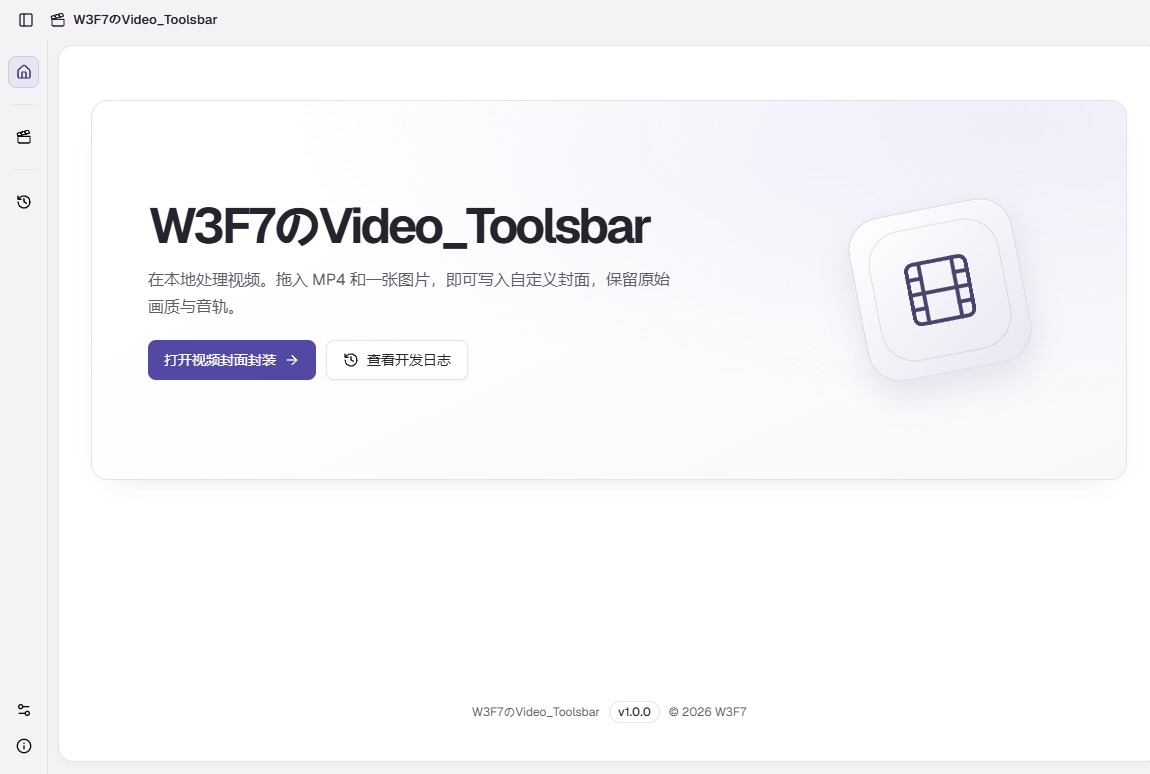 W3F7のVideo_Toolsbar
W3F7のVideo_Toolsbar
在本地处理视频。拖入 MP4 和一张图片，即可写入自定义封面，保留原始
画质与音轨。
打开视频封面封装
查看开发日志
W3F7のVideo_Toolsbar v1.0.0 © 2026 W3F7